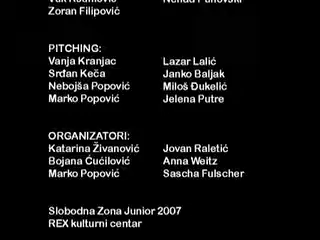 Zoran Filipović
PITCHING:
Vanja Kranjac Lazar Lalić
Srđan Keča Janko Baljak
Nebojša Popović Miloš Đukelić
Marko Popović Jelena Putre
ORGANIZATORI:
Katarina Živanović Jovan Raletić
Bojana Ćućilović Anna Weitz
Marko Popović Sascha Fulscher
Slobodna Zona Junior 2007
REX kulturni centar